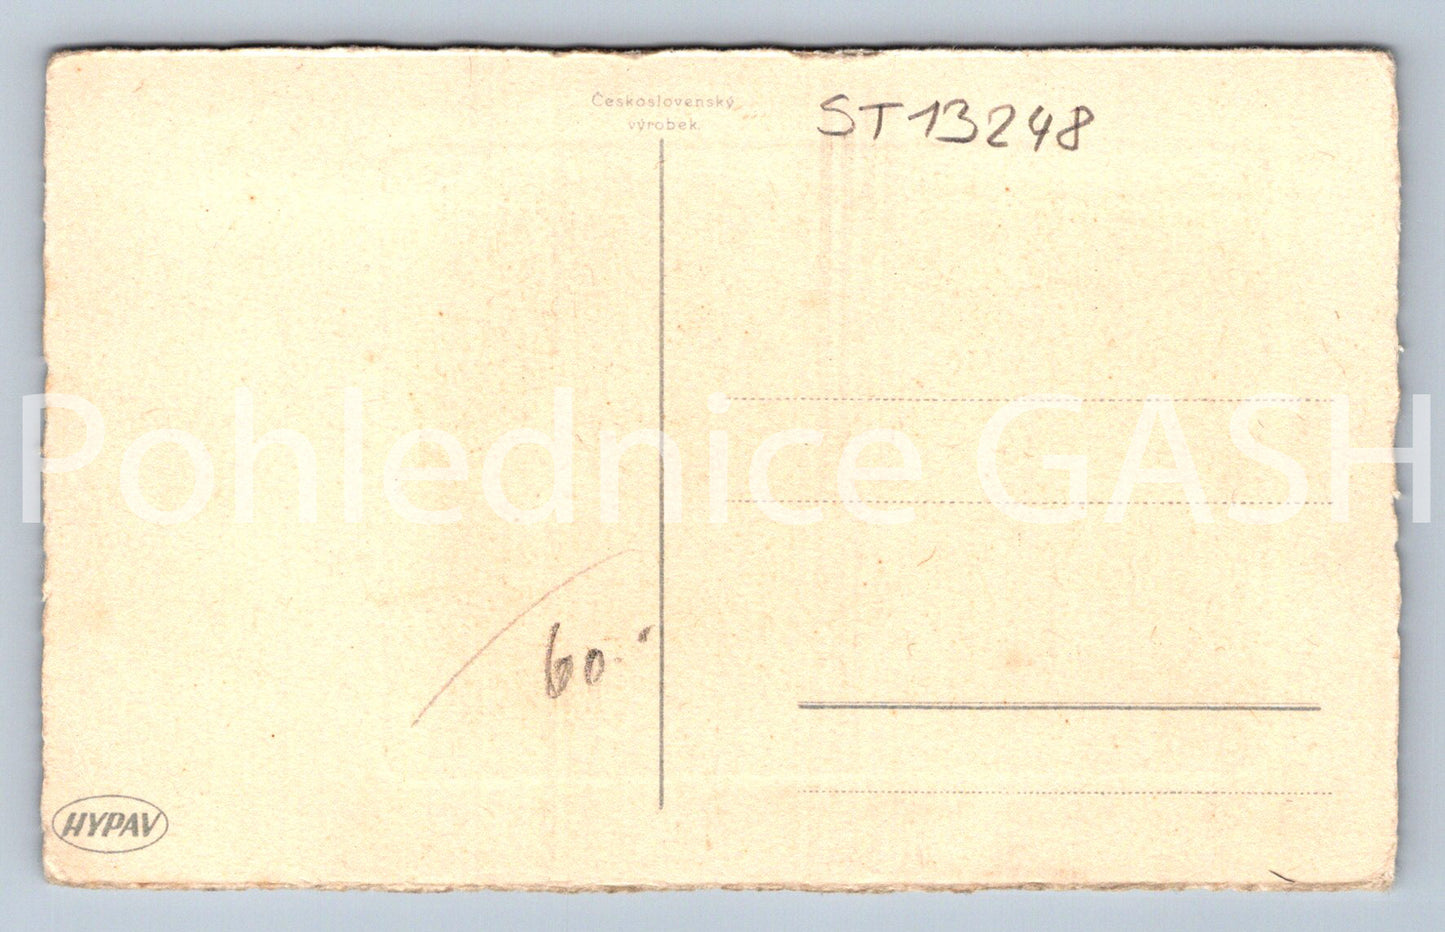 Československý
výrobek.
ST13248
Pohlednice GASH
60.-
HYPAV